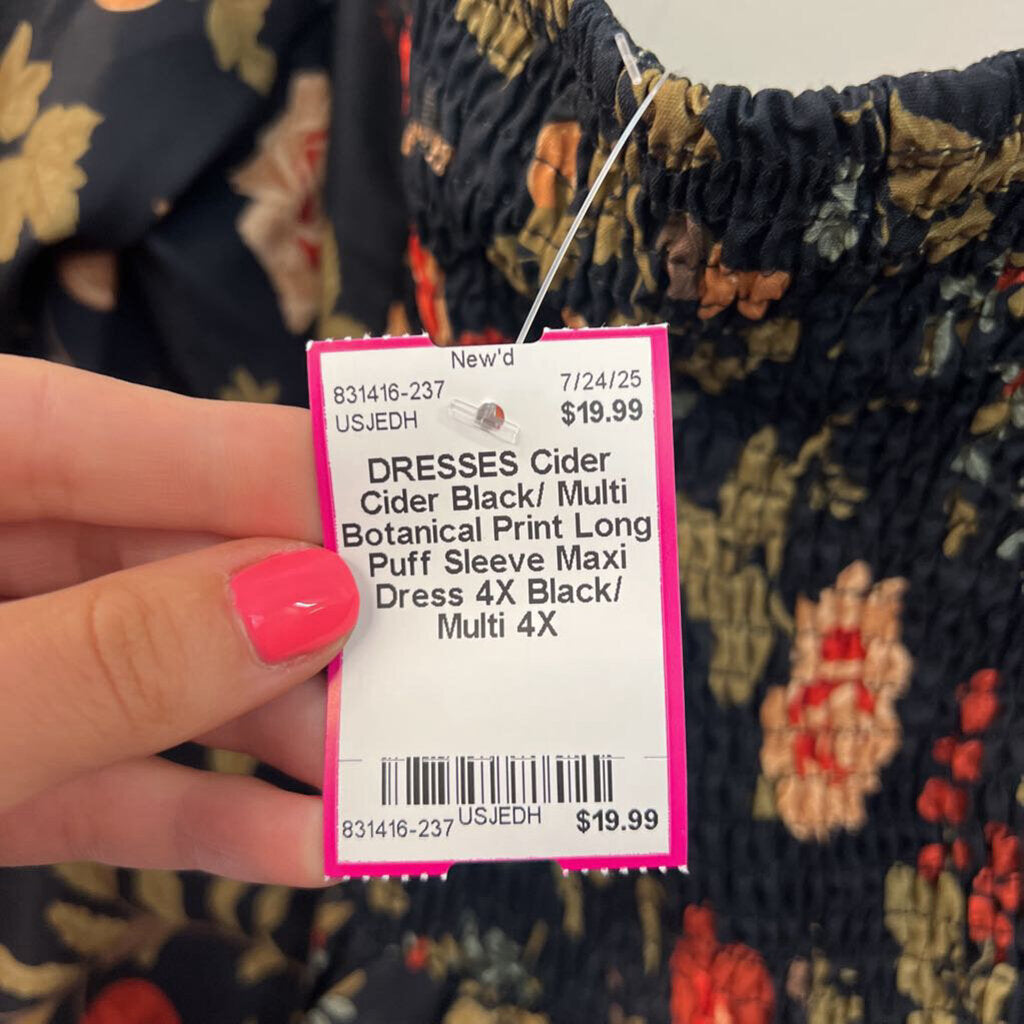 New'd
831416-237 7/24/25
USJEDH $19.99
DRESSES Cider
Cider Black/ Multi
Botanical Print Long
Puff Sleeve Maxi
Dress 4X Black/
Multi 4X
831416-237 USJEDH $19.99